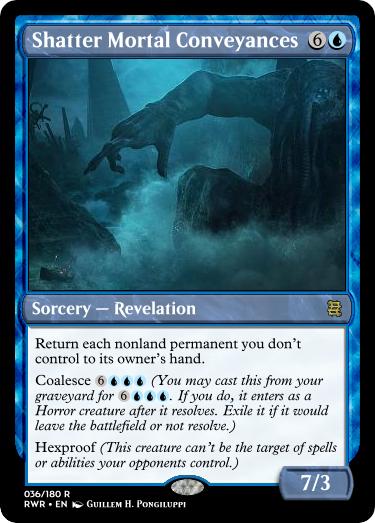 Shatter Mortal Conveyances 6
Sorcery — Revelation
Return each nonland permanent you don't
control to its owner's hand.
Coalesce 6 (You may cast this from your
graveyard for 6. If you do, it enters as a
Horror creature after it resolves. Exile it if it would
leave the battlefield or not resolve.)
Hexproof (This creature can't be the target of spells
or abilities your opponents control.)
7/3
036/180 R
RWR • EN Guillem H. Pongiluppi